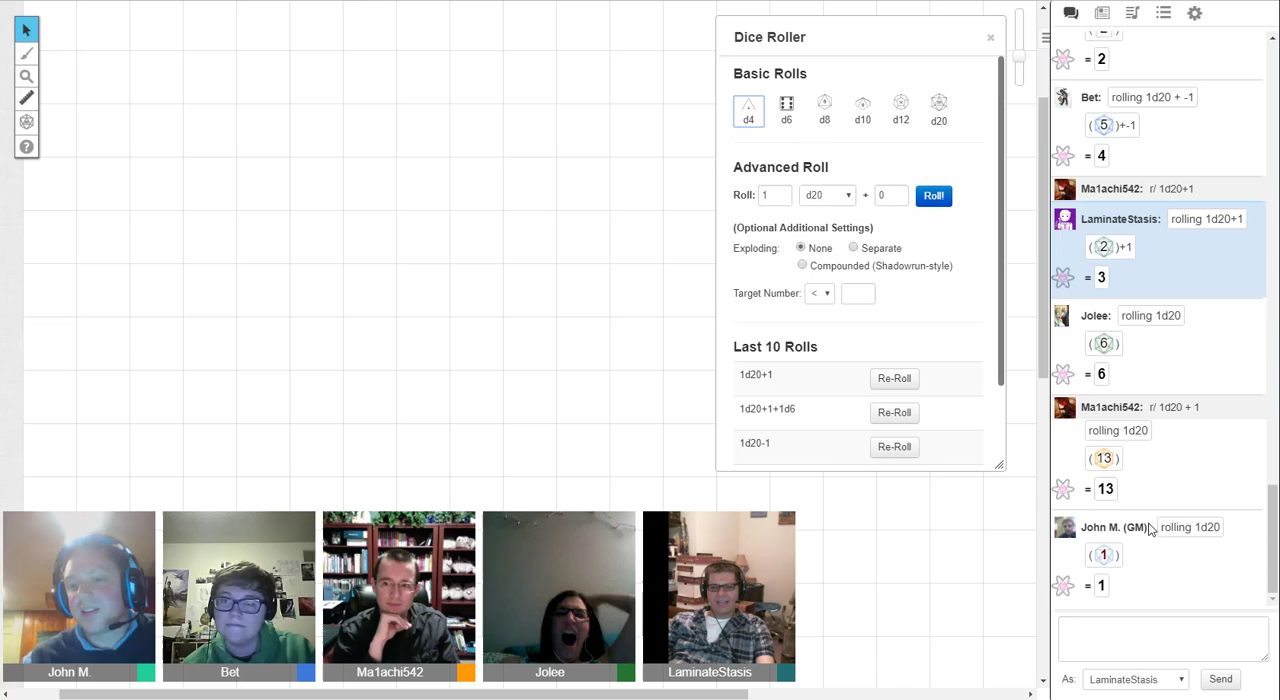 Dice Roller
×
Basic Rolls
d4 d6 d8 d10 d12 d20
Advanced Roll
Roll: 1 d20 + 0 Roll!
(Optional Additional Settings)
Exploding: None Separate
Compounded (Shadowrun-style)
Target Number: <
Last 10 Rolls
1d20+1 Re-Roll
1d20+1+1d6 Re-Roll
1d20-1 Re-Roll
John M.
Bet
Ma1achi542
Jolee
LaminateStasis
= 2
Bet: rolling 1d20 + -1
(5)+-1
= 4
Ma1achi542: r/ 1d20+1
LaminateStasis: rolling 1d20+1
(2)+1
= 3
Jolee: rolling 1d20
(6)
= 6
Ma1achi542: r/ 1d20 + 1
rolling 1d20
(13)
= 13
John M. (GM) rolling 1d20
(1)
= 1
As: LaminateStasis Send